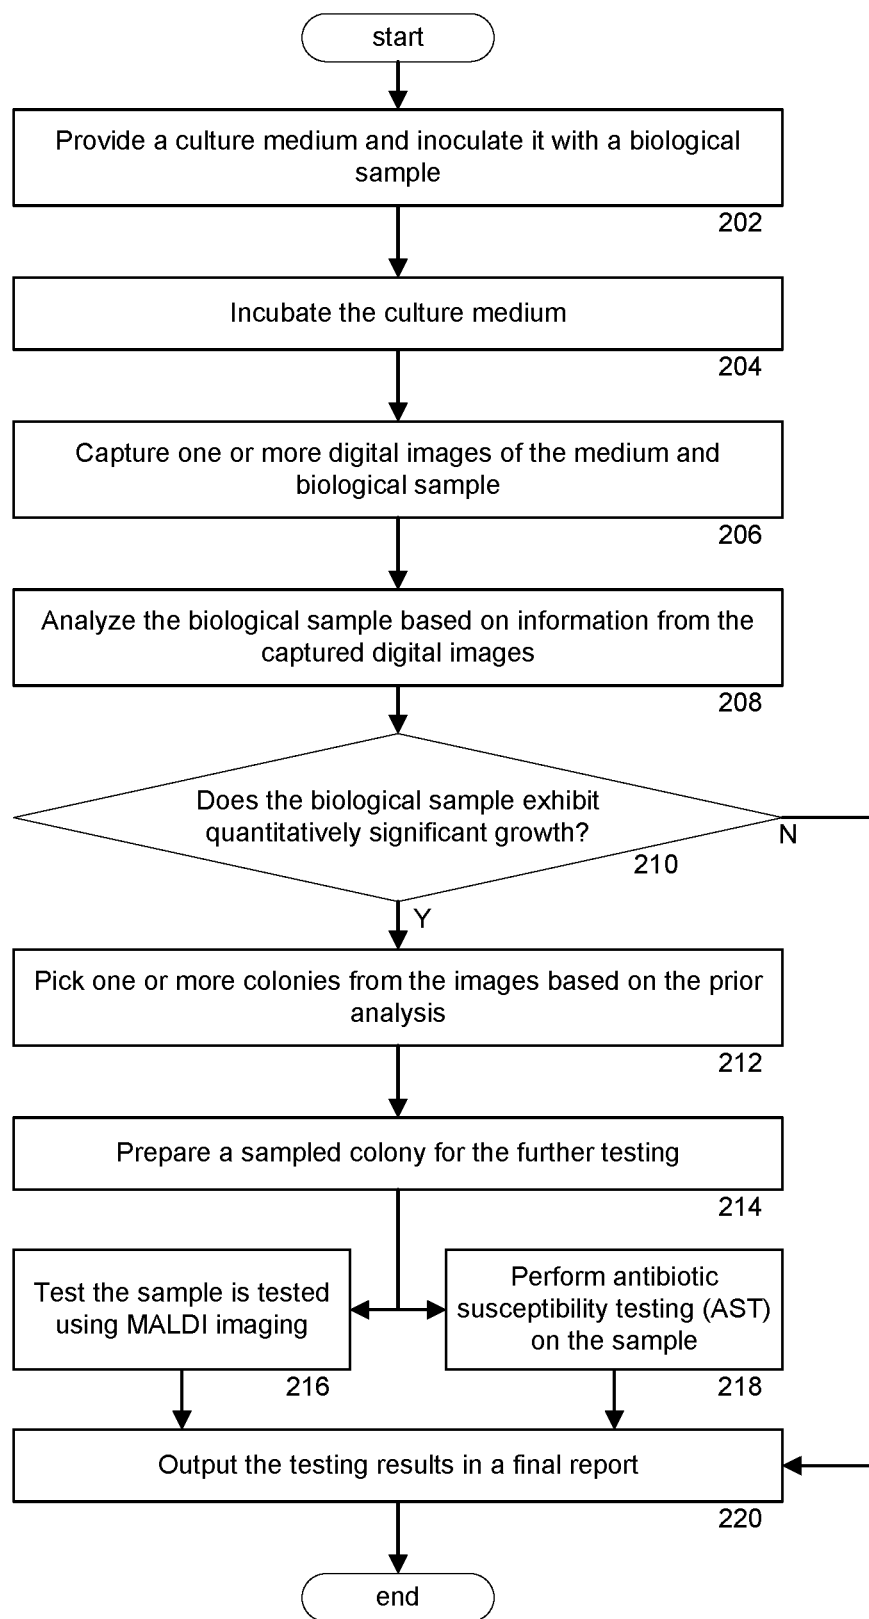 start
Provide a culture medium and inoculate it with a biological
sample
202
Incubate the culture medium
204
Capture one or more digital images of the medium and
biological sample
206
Analyze the biological sample based on information from the
captured digital images
208
Does the biological sample exhibit
quantitatively significant growth?
210
N
Y
Pick one or more colonies from the images based on the prior
analysis
212
Prepare a sampled colony for the further testing
214
Test the sample is tested
using MALDI imaging
216
Perform antibiotic
susceptibility testing (AST)
on the sample
218
Output the testing results in a final report
220
end